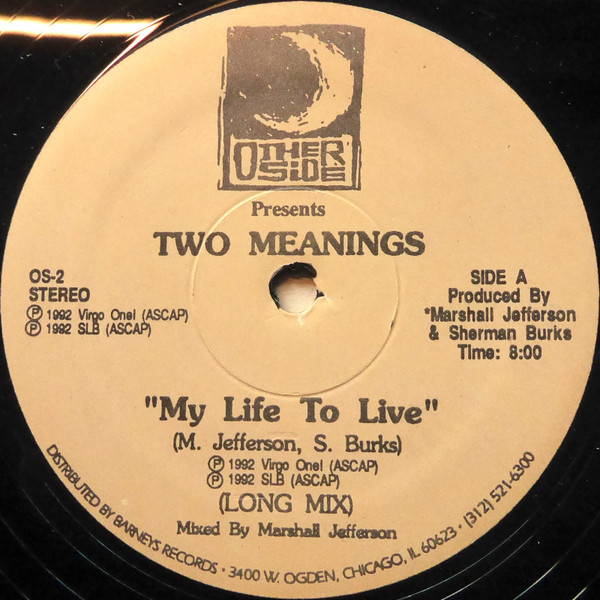 OTHER
SIDE
Presents
TWO MEANINGS
OS-2
STEREO
Ⓟ 1992 Virgo One! (ASCAP)
Ⓟ 1992 SLB (ASCAP)
SIDE A
Produced By
*Marshall Jefferson
& Sherman Burks
Time: 8:00
"My Life To Live"
(M. Jefferson, S. Burks)
Ⓟ 1992 Virgo One! (ASCAP)
Ⓟ 1992 SLB (ASCAP)
(LONG MIX)
Mixed By Marshall Jefferson
DISTRIBUTED BY BARNEYS RECORDS · 3400 W. OGDEN, CHICAGO, IL 60623 · (312) 521-6300